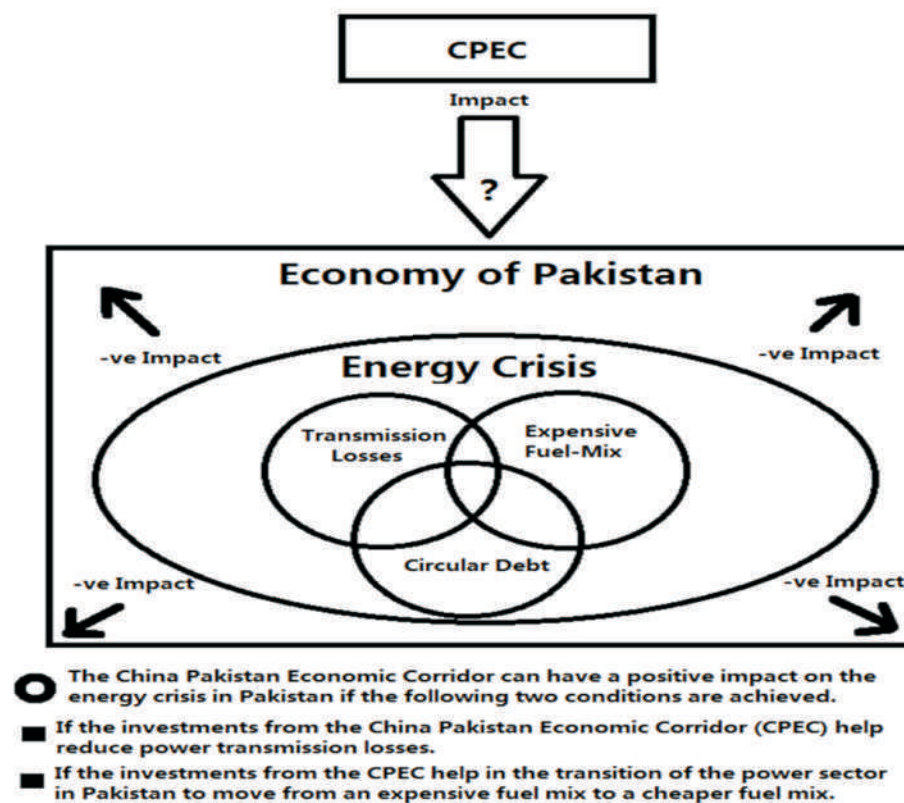 CPEC
Impact
?
Economy of Pakistan
-ve Impact
-ve Impact
Energy Crisis
Transmission
Losses
Expensive
Fuel-Mix
Circular Debt
-ve Impact
-ve Impact
The China Pakistan Economic Corridor can have a positive impact on the
energy crisis in Pakistan if the following two conditions are achieved.
If the investments from the China Pakistan Economic Corridor (CPEC) help
reduce power transmission losses.
If the investments from the CPEC help in the transition of the power sector
in Pakistan to move from an expensive fuel mix to a cheaper fuel mix.